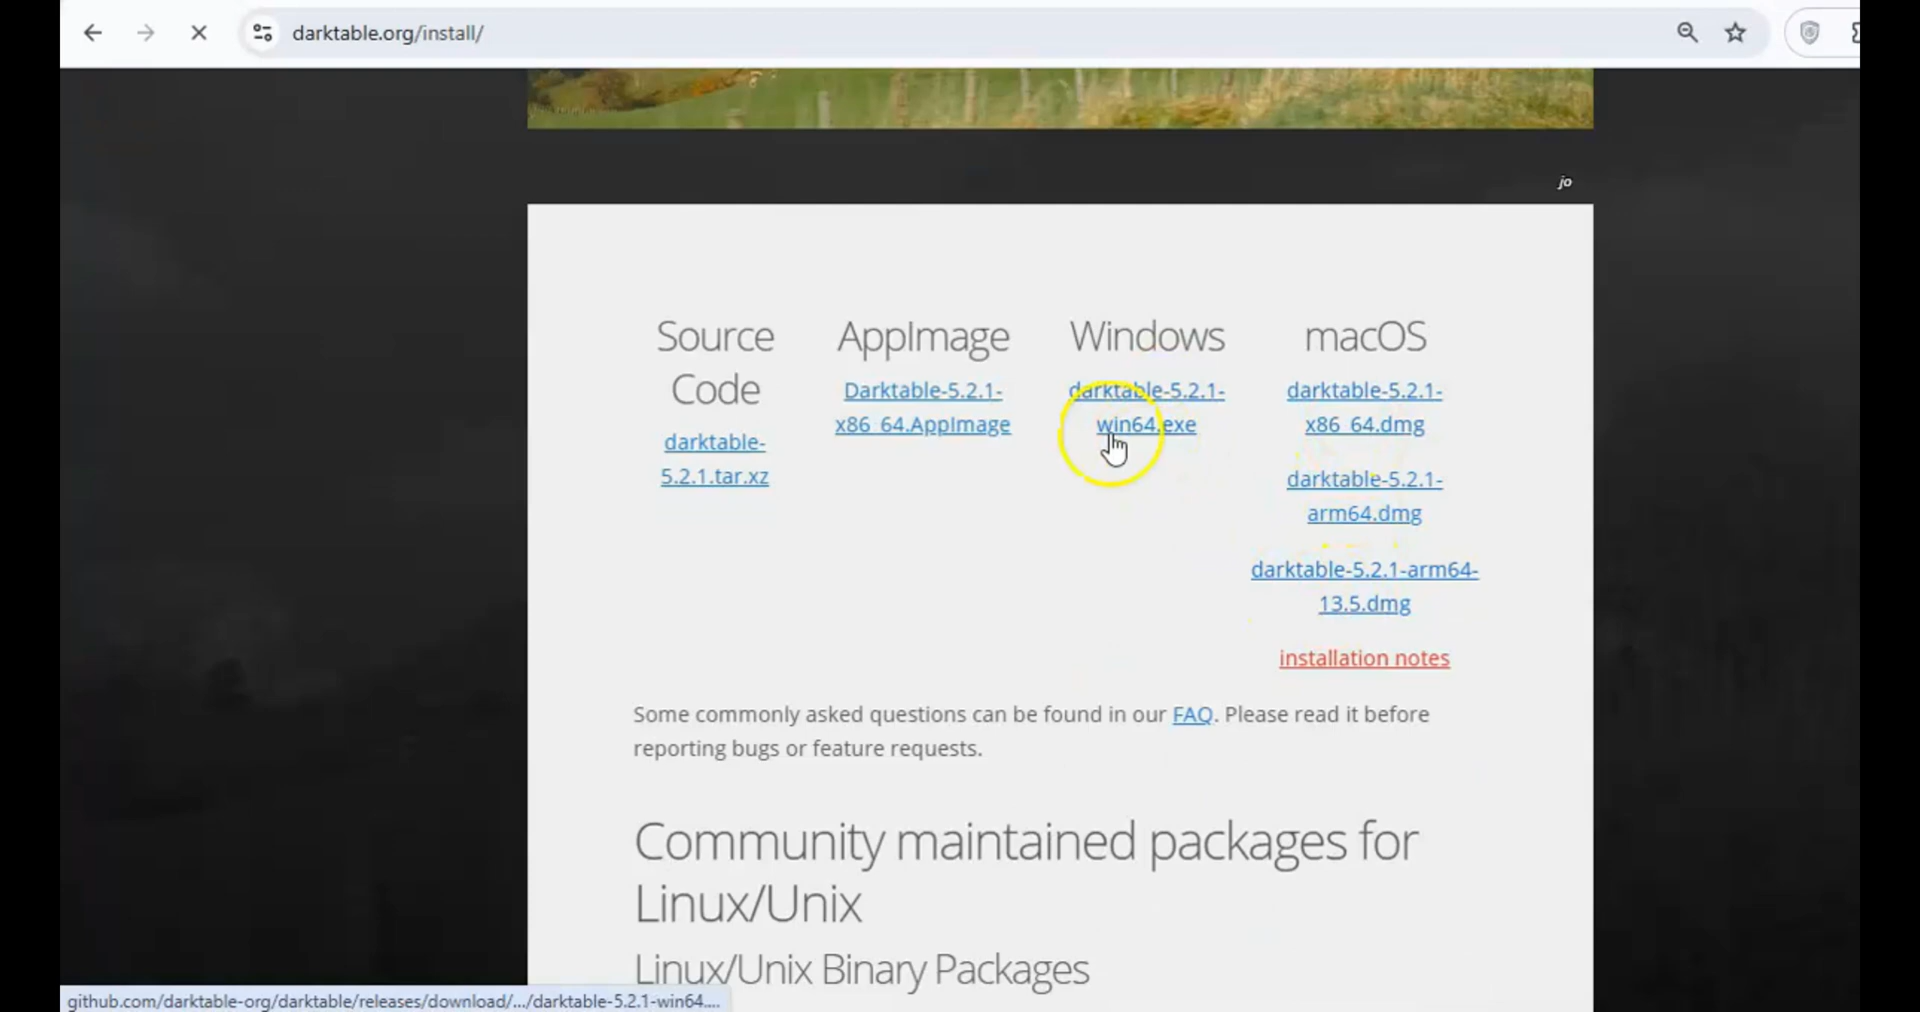 darktable.org/install/
jo
Source
Code
darktable-
5.2.1.tar.xz
AppImage
Darktable-5.2.1-
x86_64.AppImage
Windows
darktable-5.2.1-
win64.exe
macOS
darktable-5.2.1-
x86_64.dmg
darktable-5.2.1-
arm64.dmg
darktable-5.2.1-arm64-
13.5.dmg
installation notes
Some commonly asked questions can be found in our FAQ. Please read it before
reporting bugs or feature requests.
Community maintained packages for
Linux/Unix
Linux/Unix Binary Packages
github.com/darktable-org/darktable/releases/download/.../darktable-5.2.1-win64....